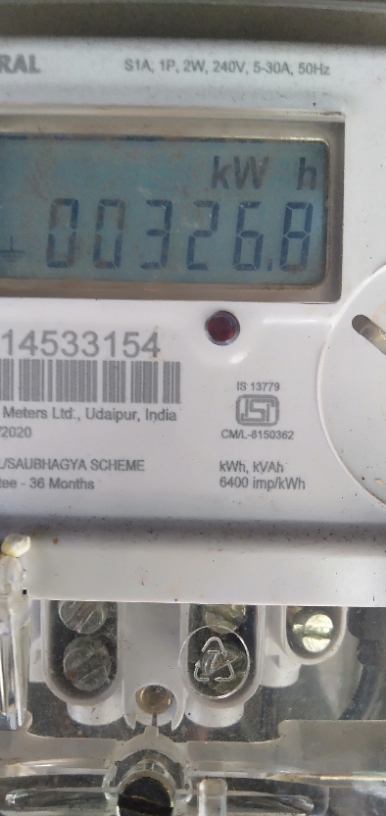 RAL
S1A, 1P, 2W, 240V, 5-30A, 50Hz
kW h
00326.8
14533154
IS 13779
Meters Ltd., Udaipur, India
/2020
CM/L-8150362
/SAUBHAGYA SCHEME
kWh, kVAh
tee - 36 Months
6400 imp/kWh
7